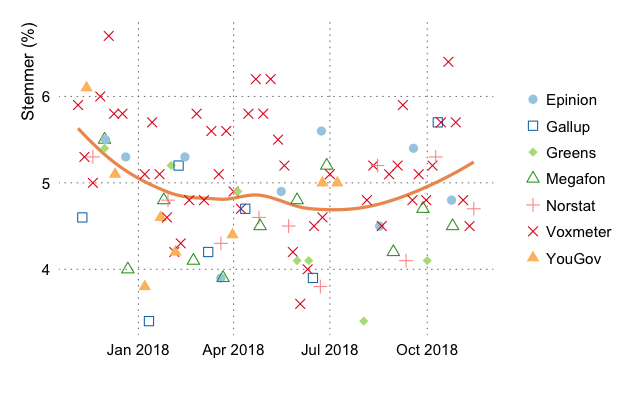 Stemmer (%)
6
5
4
Jan 2018
Apr 2018
Jul 2018
Oct 2018
Epinion
Gallup
Greens
Megafon
Norstat
Voxmeter
YouGov